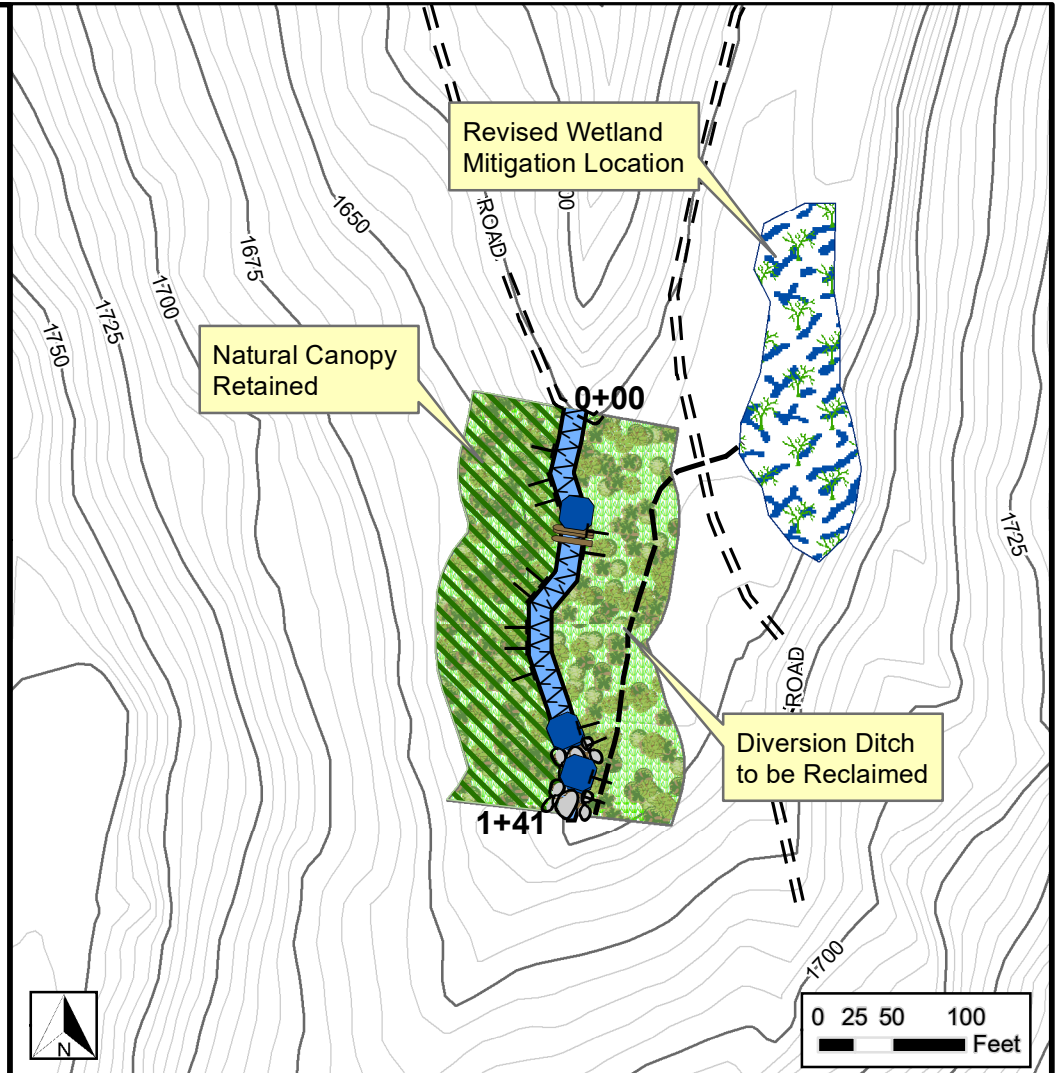 Revised Wetland
Mitigation Location
00
1650
ROAD
1675
1700
1725
1750
Natural Canopy
Retained
0+00
1725
ROAD
Diversion Ditch
to be Reclaimed
1+41
1700
N
0 25 50 100
Feet